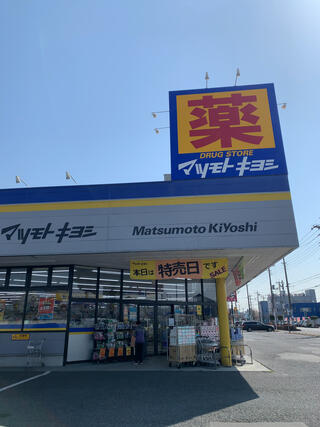 薬
DRUG STORE
マツモトキヨシ
マツモトキヨシ
Matsumoto KiYoshi
本日は 特売日 です
SALE